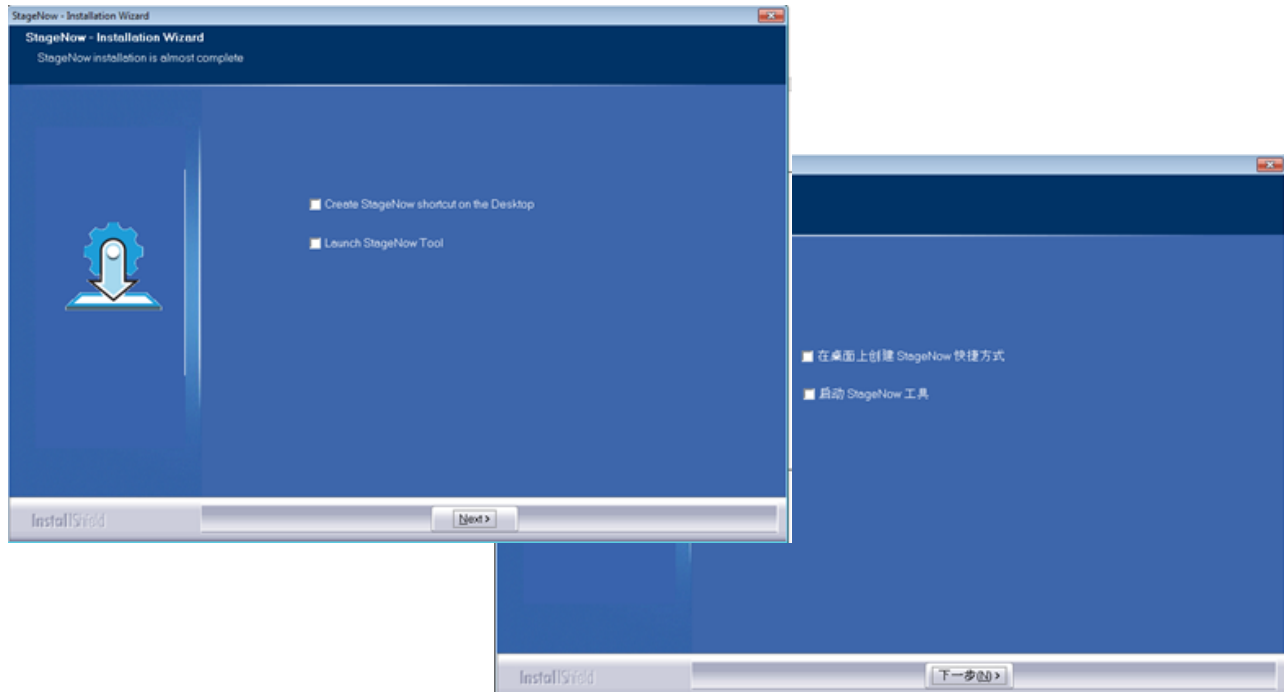 StageNow - Installation Wizard
StageNow - Installation Wizard
StageNow installation is almost complete
Create StageNow shortcut on the Desktop
Launch StageNow Tool
InstallShield
Next >
在桌面上创建 StageNow 快捷方式
启动 StageNow 工具
InstallShield
下一步(N) >